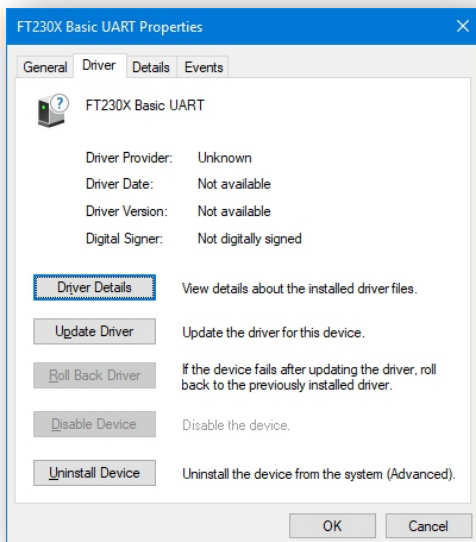 FT230X Basic UART Properties
General Driver Details Events
FT230X Basic UART
Driver Provider: Unknown
Driver Date: Not available
Driver Version: Not available
Digital Signer: Not digitally signed
Driver Details View details about the installed driver files.
Update Driver Update the driver for this device.
Roll Back Driver If the device fails after updating the driver, roll
back to the previously installed driver.
Disable Device Disable the device.
Uninstall Device Uninstall the device from the system (Advanced).
OK Cancel